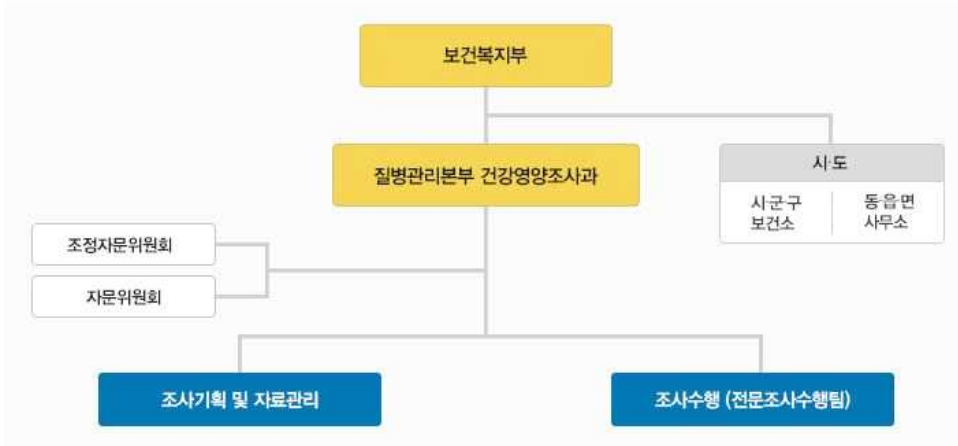 보건복지부
질병관리본부 건강영양조사과
시·도
시·군·구
보건소
동·읍·면
사무소
조정자문위원회
자문위원회
조사기획 및 자료관리
조사수행 (전문조사수행팀)